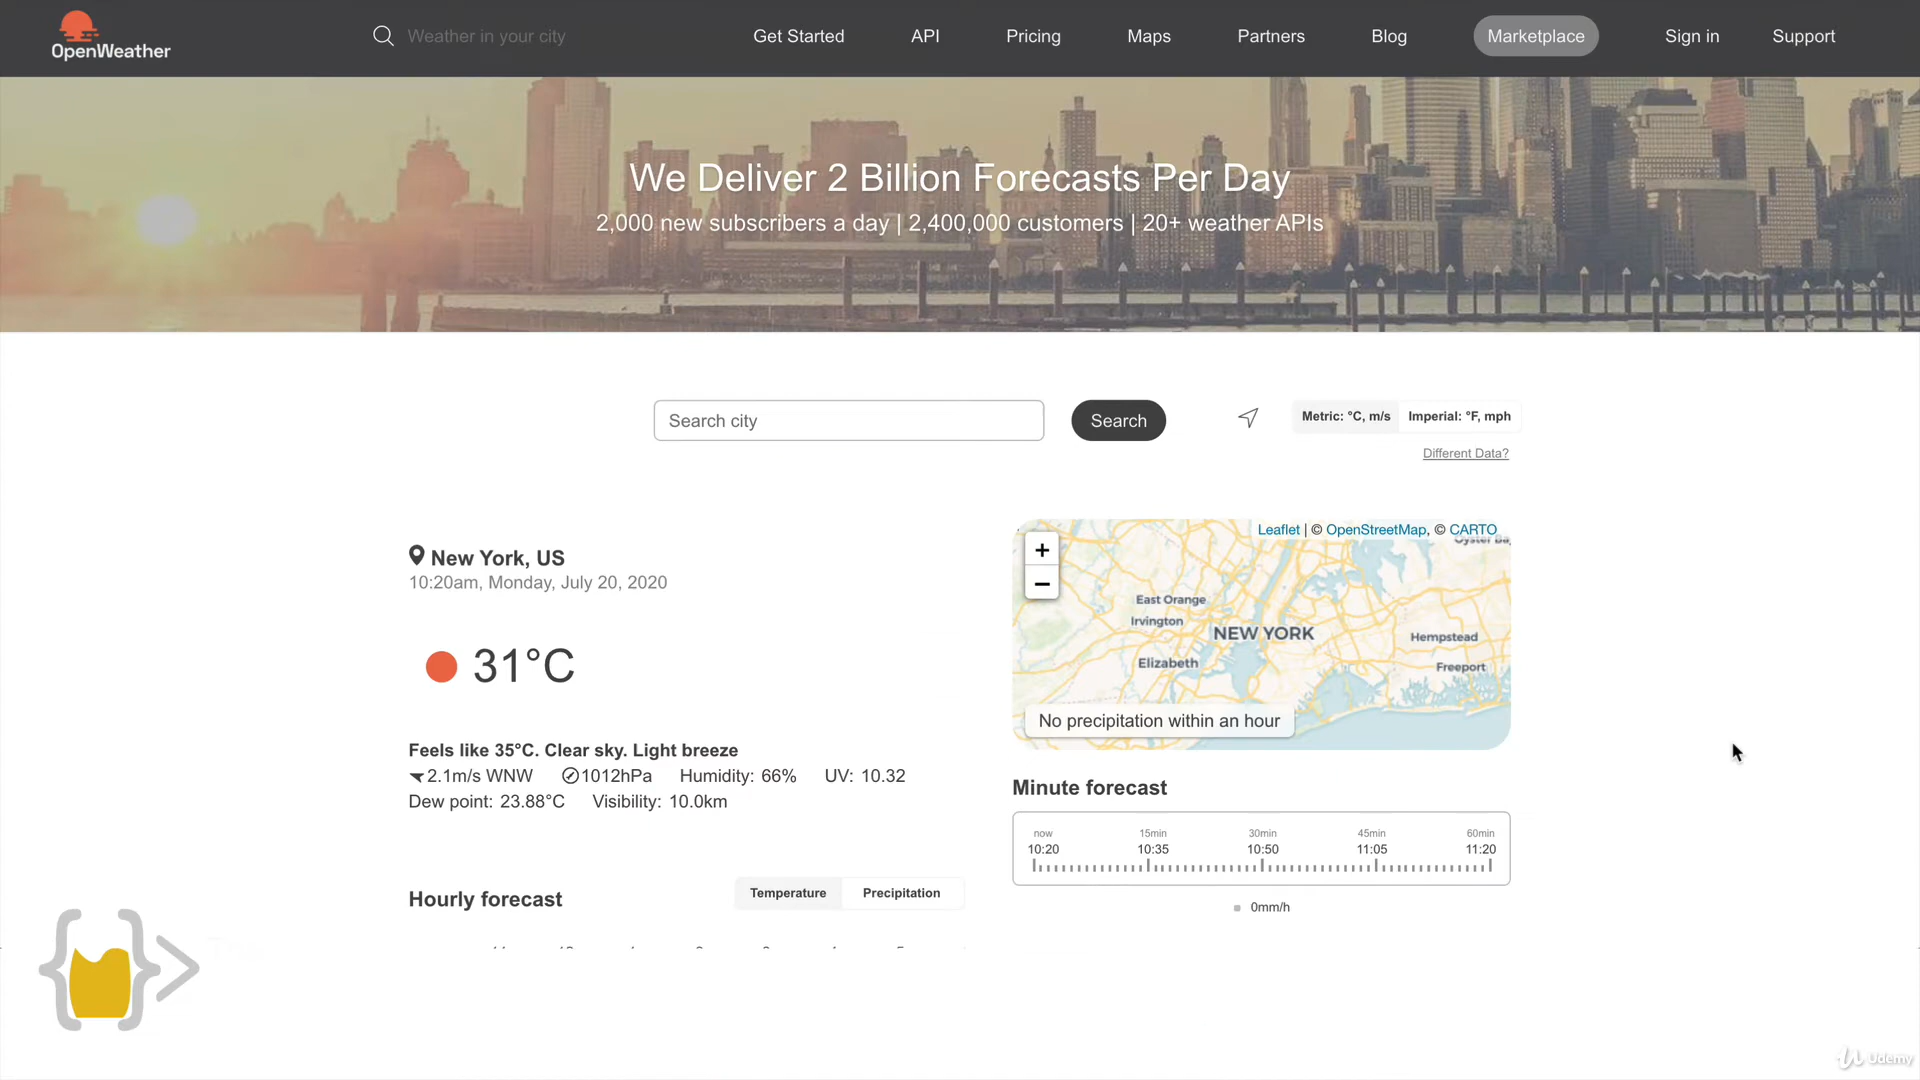 OpenWeather
Weather in your city
Get Started
API
Pricing
Maps
Partners
Blog
Marketplace
Sign in
Support
We Deliver 2 Billion Forecasts Per Day
2,000 new subscribers a day | 2,400,000 customers | 20+ weather APIs
Search city
Search
Metric: °C, m/s
Imperial: °F, mph
Different Data?
New York, US
10:20am, Monday, July 20, 2020
31°C
Feels like 35°C. Clear sky. Light breeze
2.1m/s WNW 1012hPa Humidity: 66% UV: 10.32
Dew point: 23.88°C Visibility: 10.0km
Hourly forecast
Temperature
Precipitation
+
−
Leaflet | © OpenStreetMap, © CARTO
East Orange
Irvington
NEW YORK
Hempstead
Elizabeth
Freeport
No precipitation within an hour
Minute forecast
now 15min 30min 45min 60min
10:20 10:35 10:50 11:05 11:20
0mm/h
Udemy